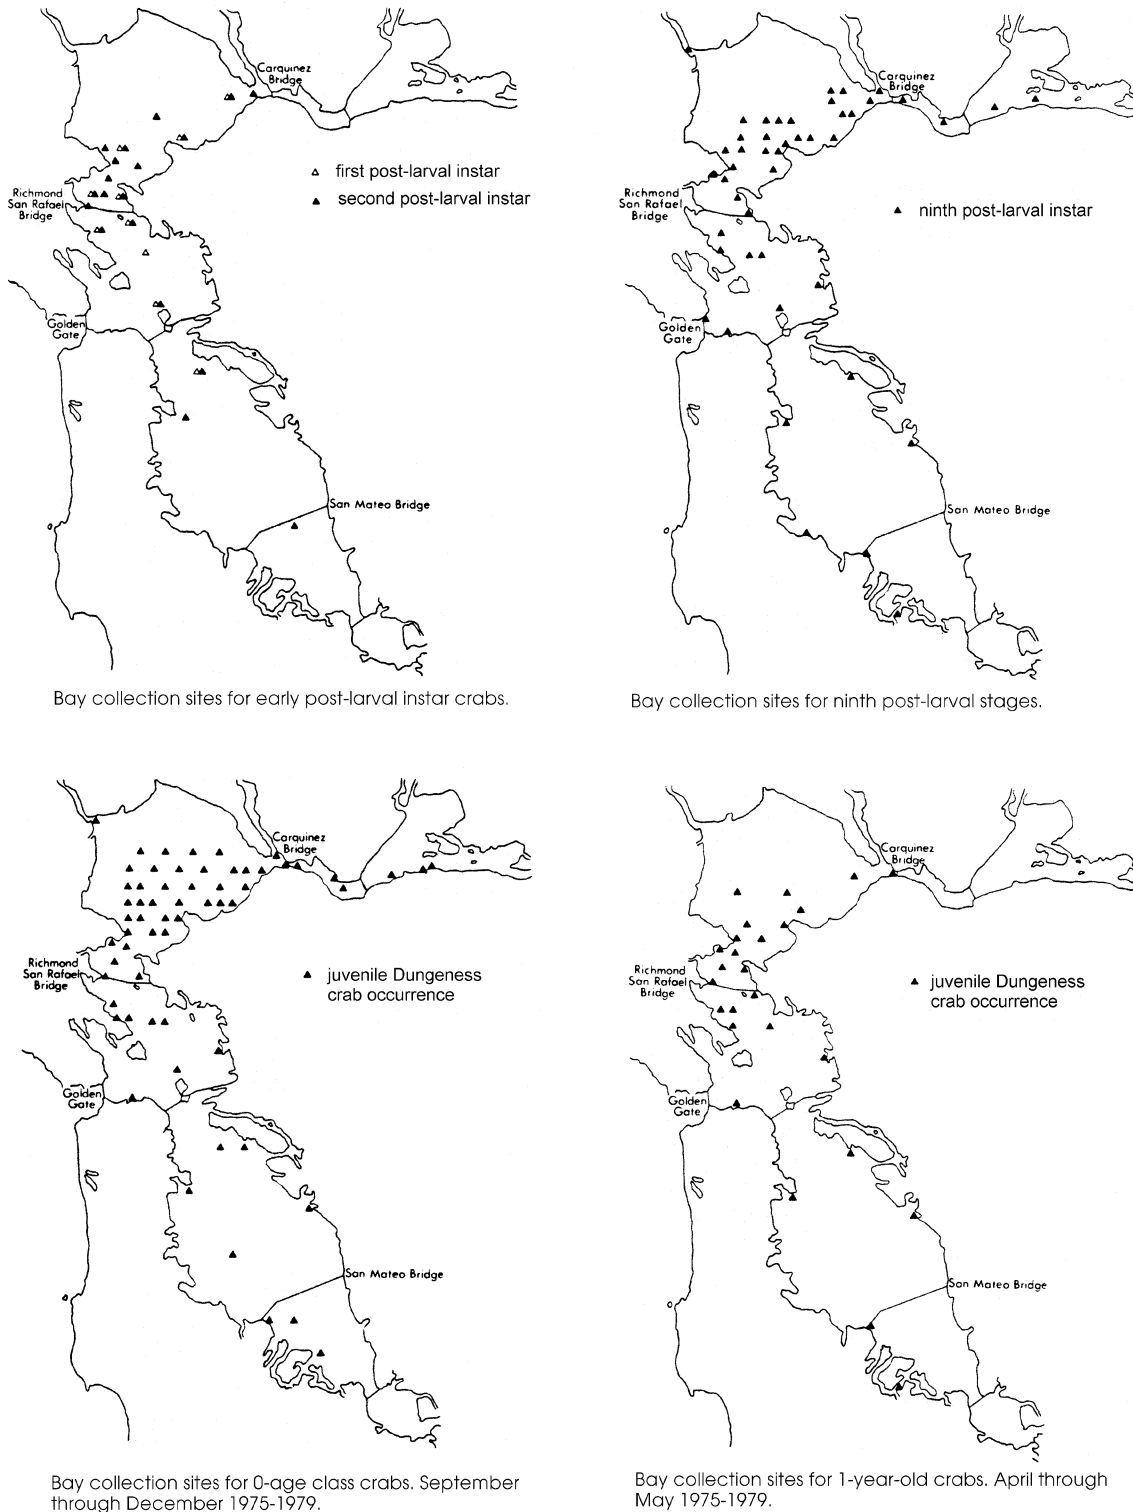 Carquinez
Bridge
first post-larval instar
second post-larval instar
Richmond
San Rafael
Bridge
Golden
Gate
San Mateo Bridge
Bay collection sites for early post-larval instar crabs.
Carquinez
Bridge
Richmond
San Rafael
Bridge
ninth post-larval instar
Golden
Gate
San Mateo Bridge
Bay collection sites for ninth post-larval stages.
Carquinez
Bridge
Richmond
San Rafael
Bridge
juvenile Dungeness
crab occurrence
Golden
Gate
San Mateo Bridge
Bay collection sites for 0-age class crabs. September
through December 1975-1979.
Carquinez
Bridge
Richmond
San Rafael
Bridge
juvenile Dungeness
crab occurrence
Golden
Gate
San Mateo Bridge
Bay collection sites for 1-year-old crabs. April through
May 1975-1979.